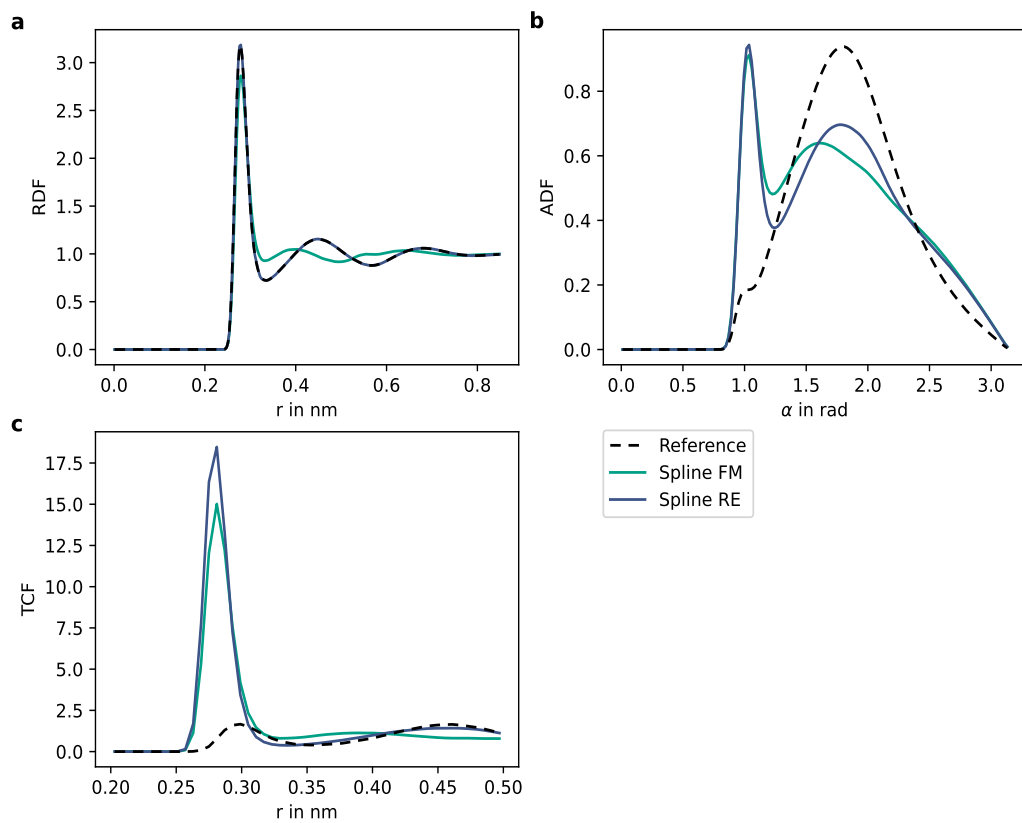 a
RDF
3.0
2.5
2.0
1.5
1.0
0.5
0.0
0.0 0.2 0.4 0.6 0.8
r in nm
b
ADF
0.8
0.6
0.4
0.2
0.0
0.0 0.5 1.0 1.5 2.0 2.5 3.0
α in rad
c
TCF
17.5
15.0
12.5
10.0
7.5
5.0
2.5
0.0
0.20 0.25 0.30 0.35 0.40 0.45 0.50
r in nm
Reference
Spline FM
Spline RE